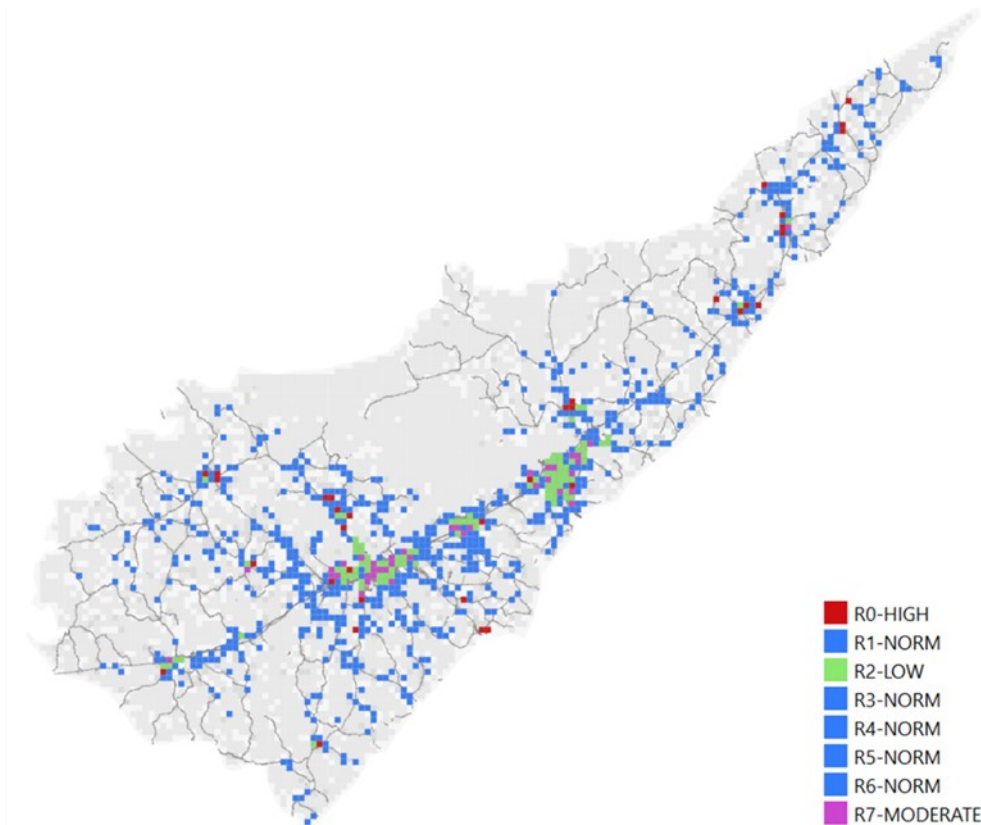 R0-HIGH
R1-NORM
R2-LOW
R3-NORM
R4-NORM
R5-NORM
R6-NORM
R7-MODERATE